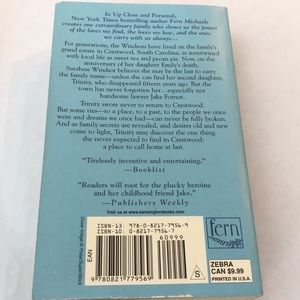 In Up Close and Personal,
New York Times bestselling author Fern Michaels
creates one extraordinary family who shows us the power
of the loves we find, the loves we lose, and the ones
we carry with us always...
For generations, the Windsors have lived on the family's
grand estate in Crestwood, South Carolina, as intertwined
with local life as sweet tea and pecan pie. Now, on the
anniversary of her daughter Emily's death,
Sarabess Windsor believes she may be the last to carry
the family name—unless she can find her second daughter,
Trinity, who disappeared fifteen years ago. But the
town has never forgotten her...especially not
handsome lawyer Jake Forrest.
Trinity swore never to return to Crestwood.
But some ties—to a place, to a past, to the people we once
were and dreams we once had—can never be fully broken.
And as family secrets are revealed, and desires old and new
come to light, Trinity may discover the one thing
she never expected to find in Crestwood:
a place to call home...
"Tirelessly inventive and entertaining."
—Booklist
"Readers will root for the plucky heroine
and her childhood friend Jake."
—Publishers Weekly
Visit us at www.kensingtonbooks.com
ISBN-13: 978-0-8217-7956-9
ISBN-10: 0-8217-7956-7
60999
EAN
9 780821 779569
S
fern
ZEBRA
CAN $9.99
PRINTED IN U.S.A.